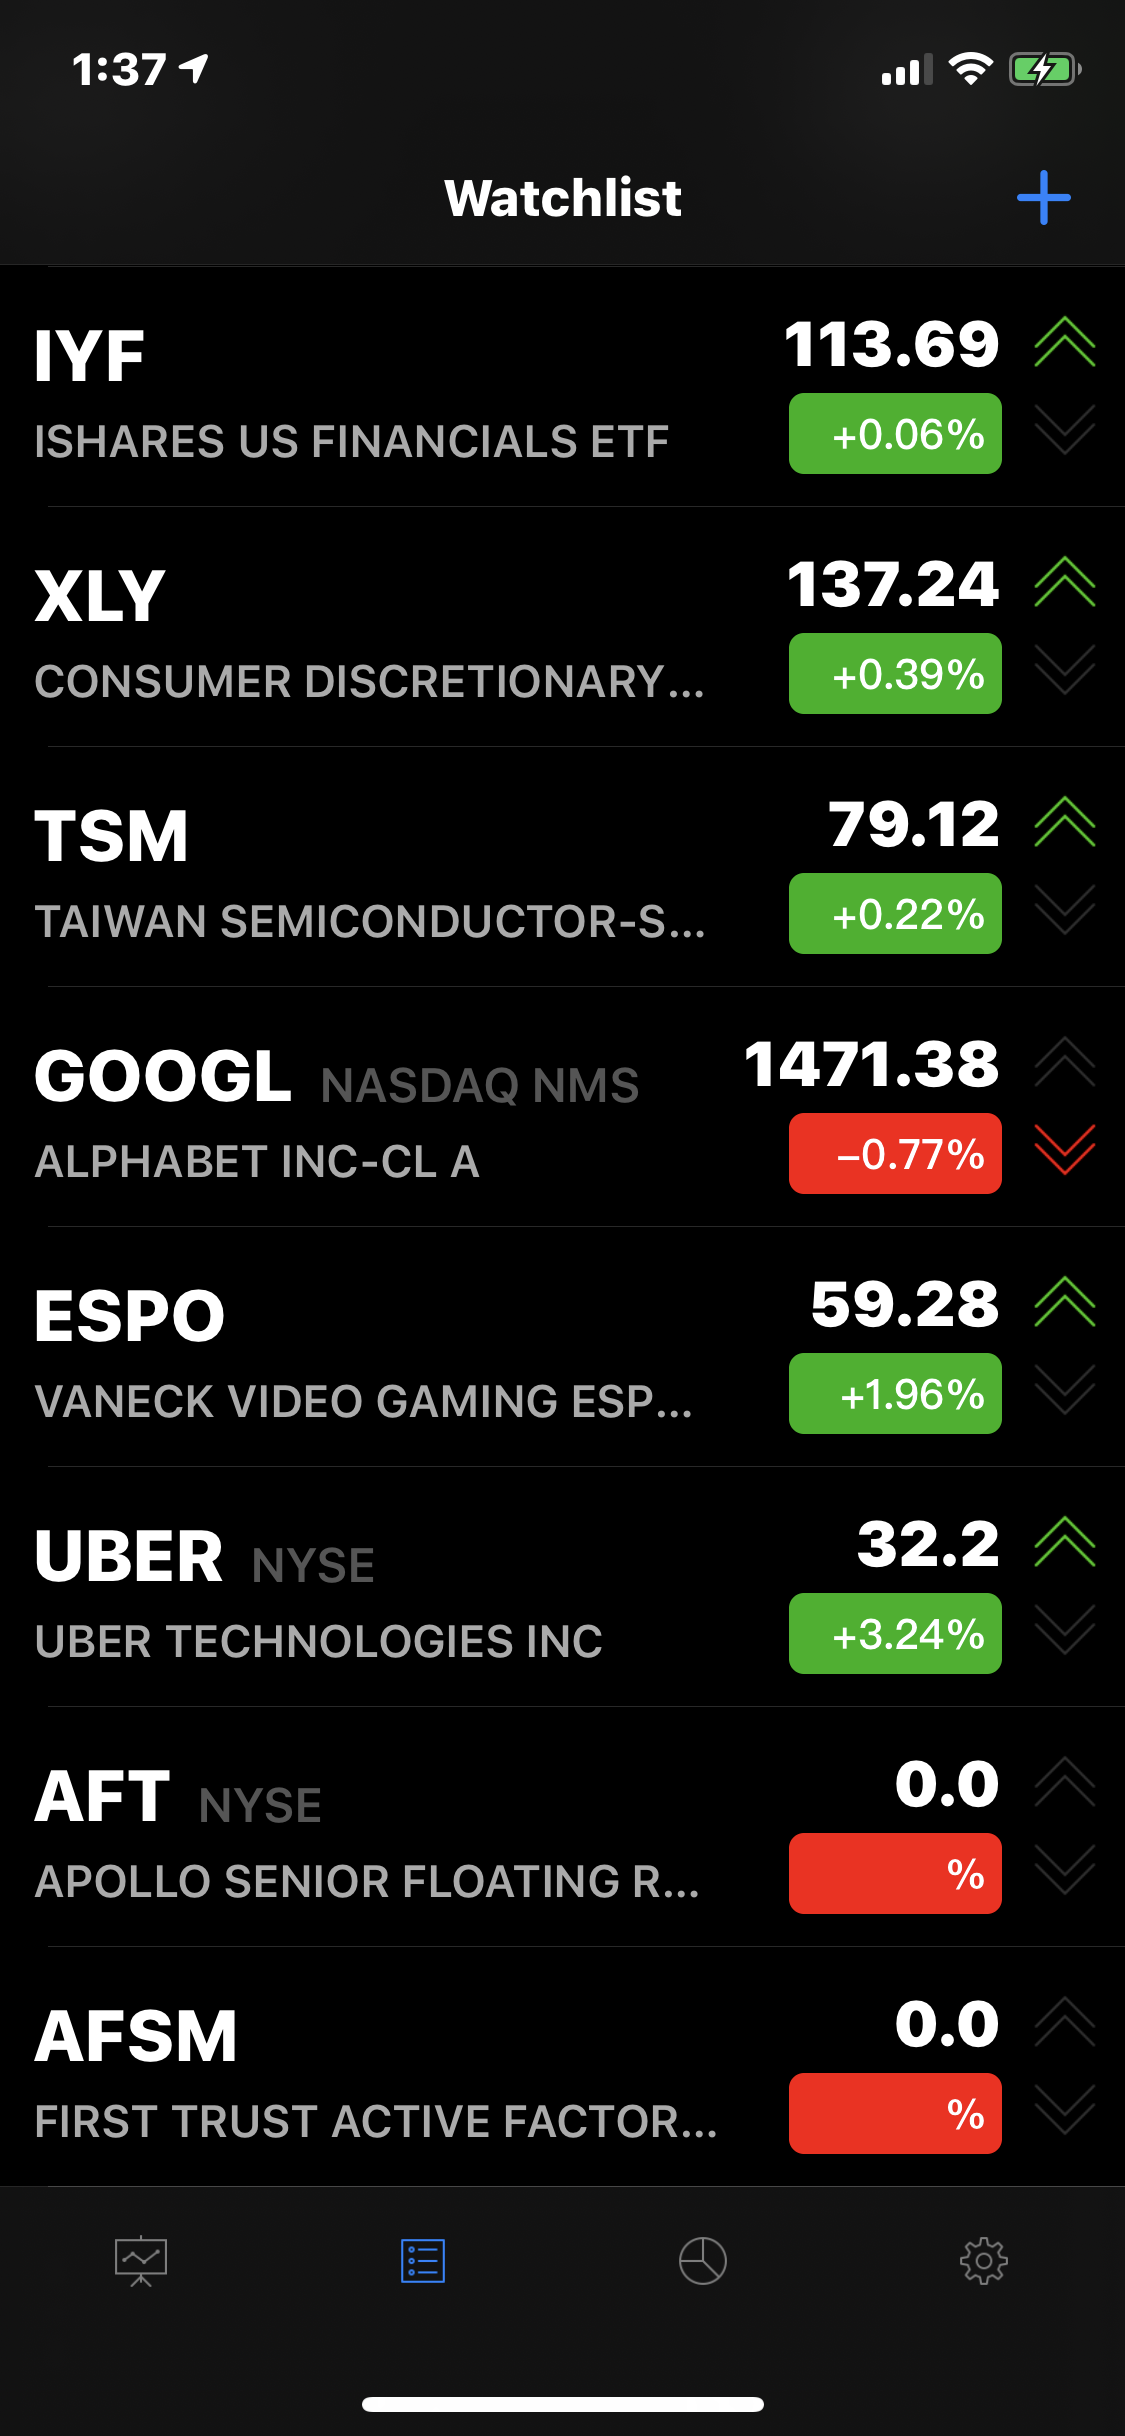 1:37
Watchlist
IYF
113.69
ISHARES US FINANCIALS ETF
+0.06%
XLY
137.24
CONSUMER DISCRETIONARY...
+0.39%
TSM
79.12
TAIWAN SEMICONDUCTOR-S...
+0.22%
GOOGL NASDAQ NMS
1471.38
ALPHABET INC-CL A
−0.77%
ESPO
59.28
VANECK VIDEO GAMING ESP...
+1.96%
UBER NYSE
32.2
UBER TECHNOLOGIES INC
+3.24%
AFT NYSE
0.0
APOLLO SENIOR FLOATING R...
%
AFSM
0.0
FIRST TRUST ACTIVE FACTOR...
%